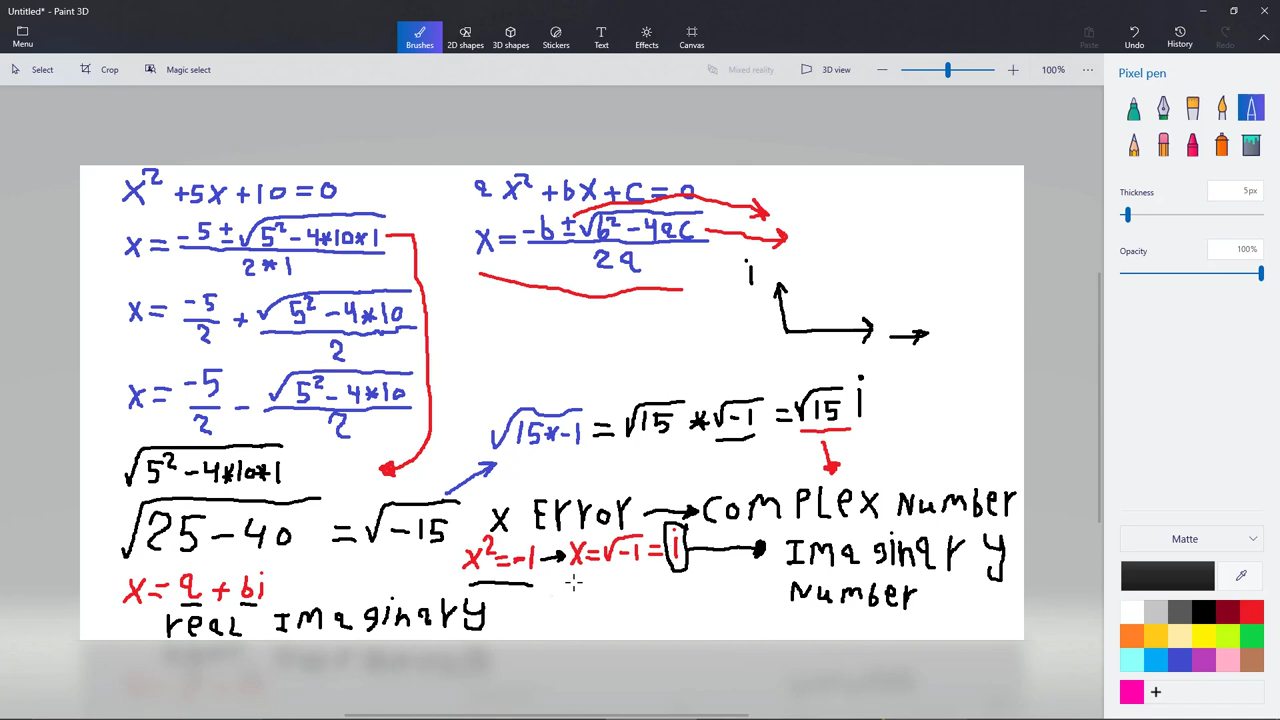 Untitled* - Paint 3D
Menu
Brushes
2D shapes
3D shapes
Stickers
Text
Effects
Canvas
Paste
Undo
History
Redo
Select
Crop
Magic select
Mixed reality
3D view
100%
Pixel pen
Thickness
5px
Opacity
100%
Matte
x² + 5x + 10 = 0
x = (-5 ± √(5² - 4*10*1)) / (2*1)
x = -5/2 + √(5² - 4*10)/2
x = -5/2 - √(5² - 4*10)/2
√(5² - 4*10*1)
√(25 - 40) = √-15
x = a + bi
real Imaginary
a x² + bx + c = 0
x = (-b ± √(b² - 4ac)) / 2a
i
√(15*-1) = √15 * √-1 = √15 i
x Error → COMPLEX Number
x² = -1 → x = √-1 = i → Imaginary
Number